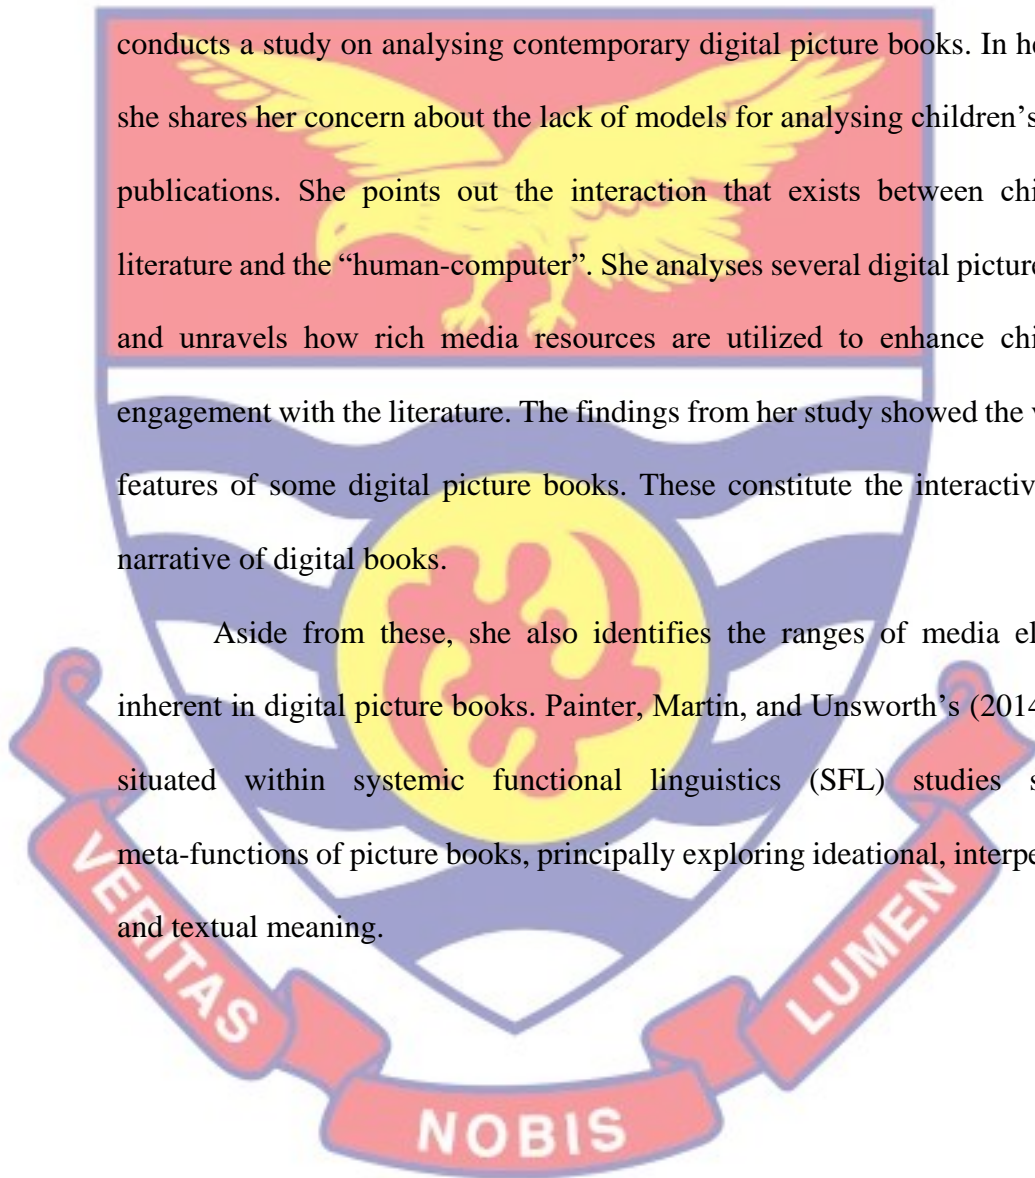 conducts a study on analysing contemporary digital picture books. In
she shares her concern about the lack of models for analysing children’s
publications. She points out the interaction that exists between
literature and the “human-computer”. She analyses several digital picture
and unravels how rich media resources are utilized to enhance
engagement with the literature. The findings from her study showed the
features of some digital picture books. These constitute the
narrative of digital books.
Aside from these, she also identifies the ranges of media
inherent in digital picture books. Painter, Martin, and Unsworth’s (2014
situated within systemic functional linguistics (SFL) studies
meta-functions of picture books, principally exploring ideational,
and textual meaning.
VERITAS
NOBIS
LUMEN